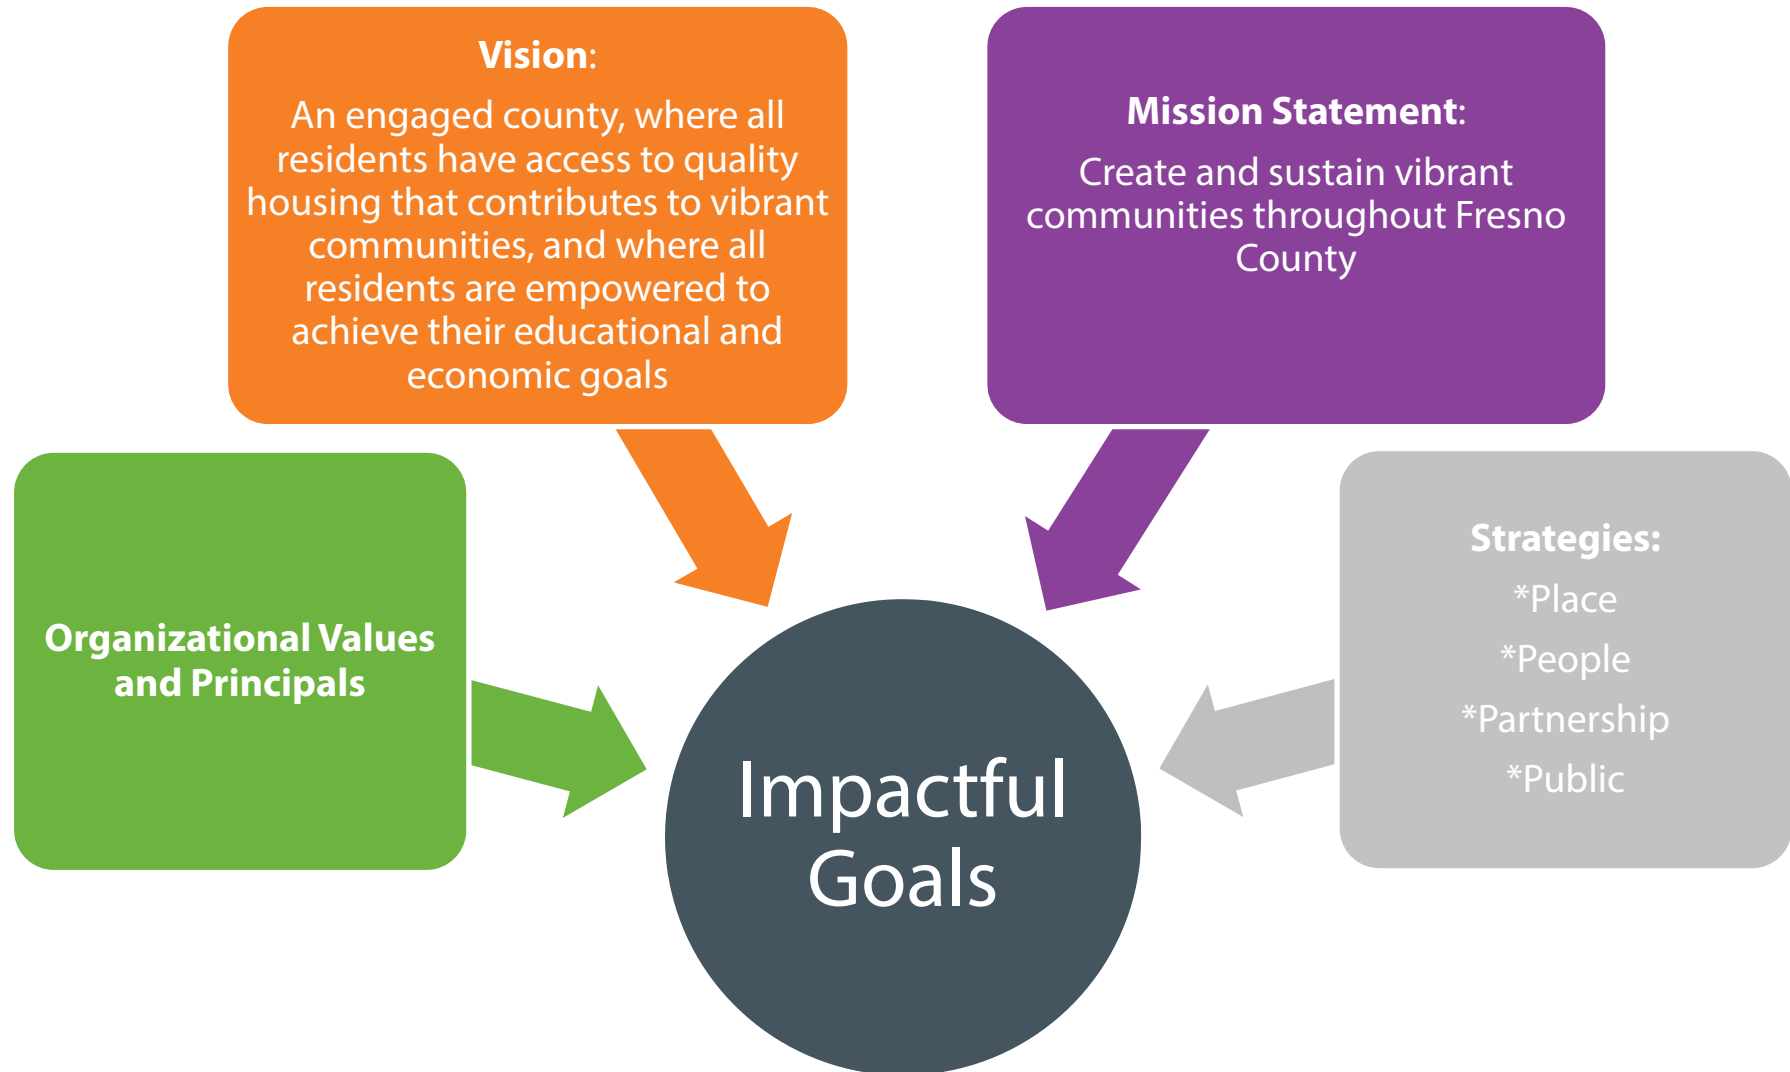 Vision:
An engaged county, where all
residents have access to quality
housing that contributes to vibrant
communities, and where all
residents are empowered to
achieve their educational and
economic goals
Mission Statement:
Create and sustain vibrant
communities throughout Fresno
County
Organizational Values
and Principals
Strategies:
*Place
*People
*Partnership
*Public
Impactful
Goals